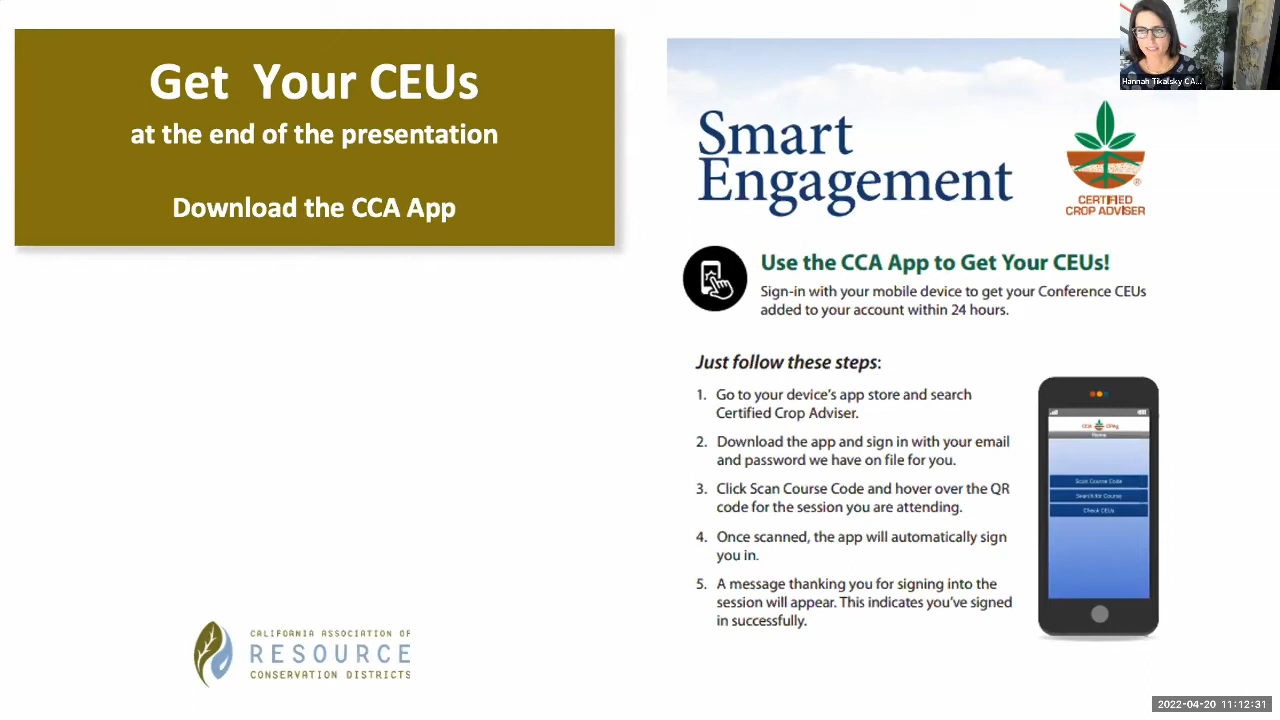 Get Your CEUs
at the end of the presentation
Download the CCA App
Hannah Tikalsky CA...
Smart
Engagement
CERTIFIED
CROP ADVISER
®
Use the CCA App to Get Your CEUs!
Sign-in with your mobile device to get your Conference CEUs
added to your account within 24 hours.
Just follow these steps:
1. Go to your device's app store and search
Certified Crop Adviser.
2. Download the app and sign in with your email
and password we have on file for you.
3. Click Scan Course Code and hover over the QR
code for the session you are attending.
4. Once scanned, the app will automatically sign
you in.
5. A message thanking you for signing into the
session will appear. This indicates you've signed
in successfully.
Home
Scan Course Code
Search for Course
Check CEUs
CALIFORNIA ASSOCIATION OF
RESOURCE
CONSERVATION DISTRICTS
2022-04-20 11:12:31